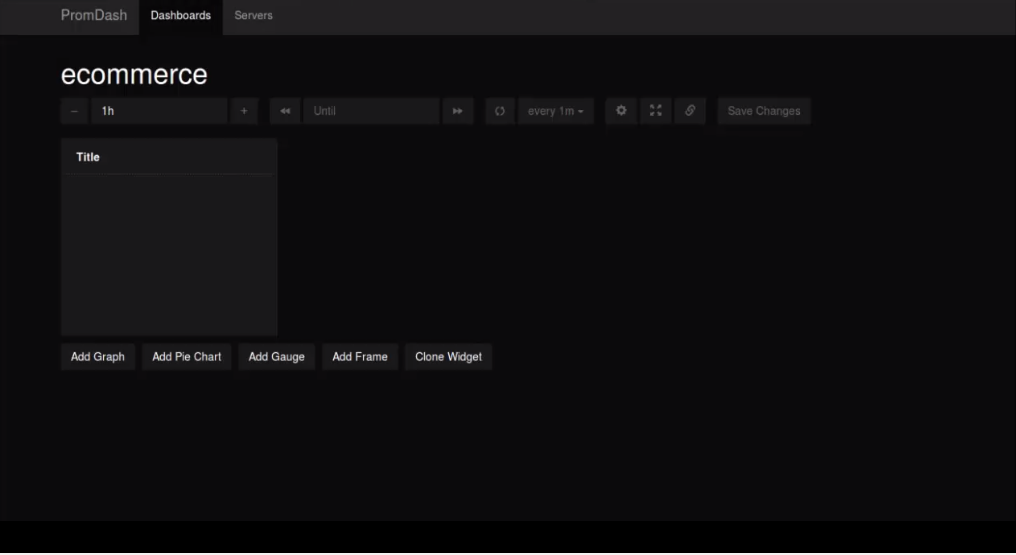 PromDash Dashboards Servers
ecommerce
− 1h + Until every 1m Save Changes
Title
Add Graph Add Pie Chart Add Gauge Add Frame Clone Widget